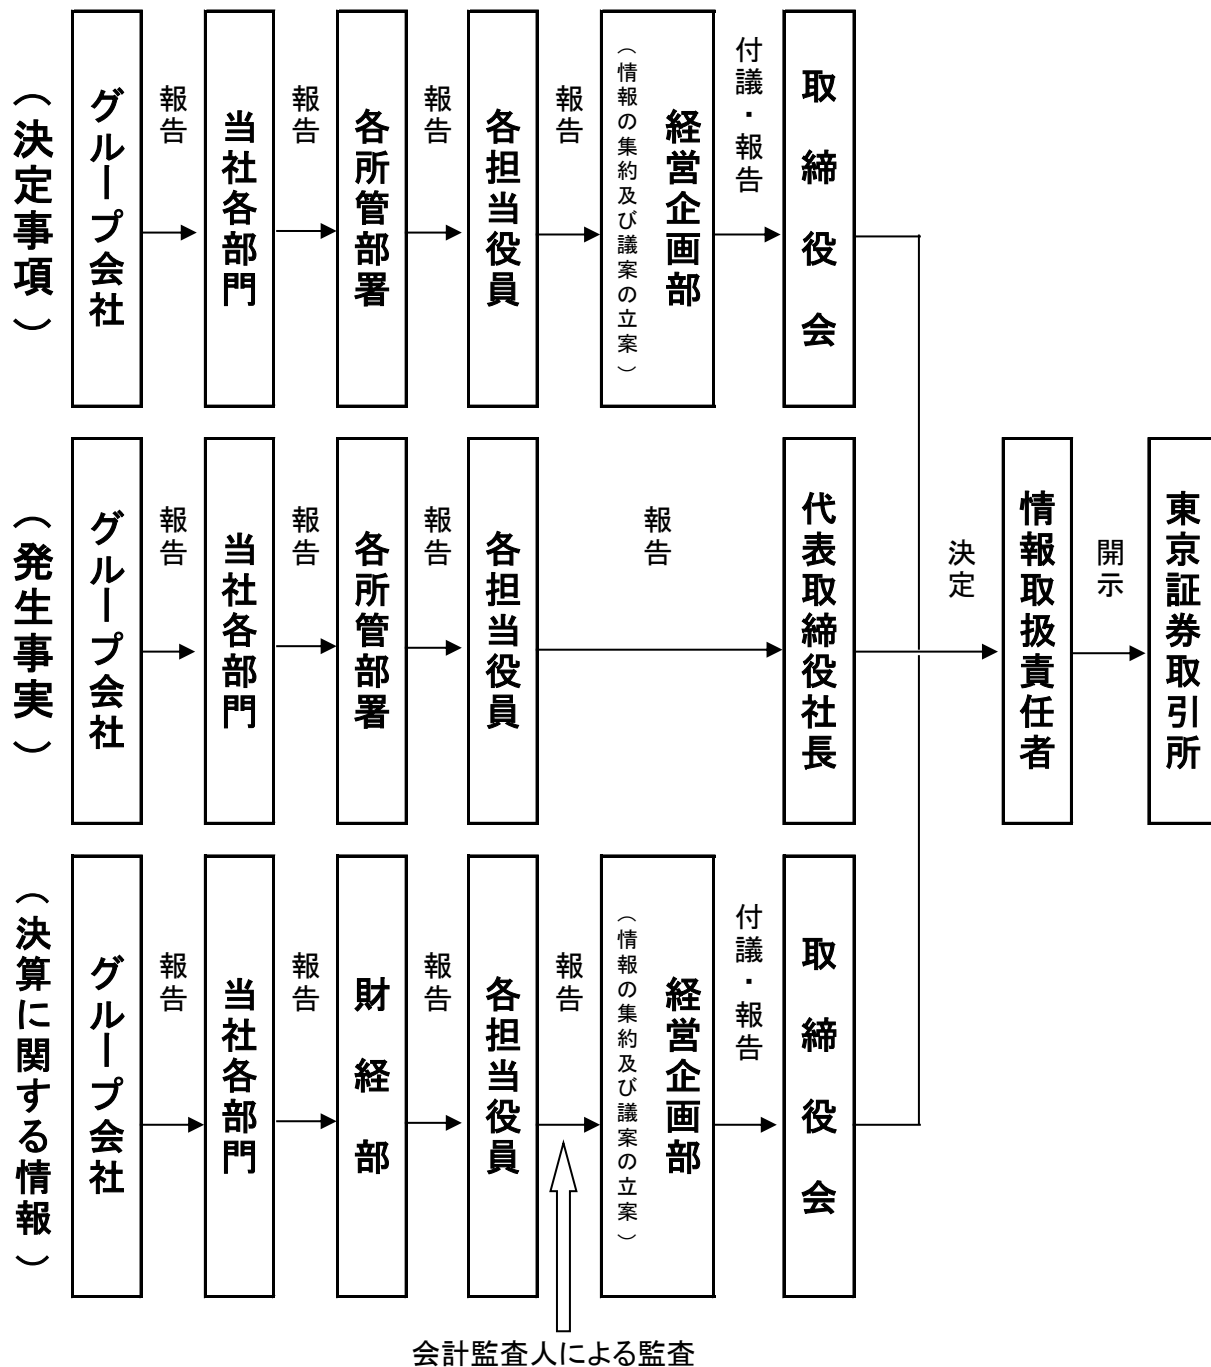 （決定事項）
グループ会社
報告
当社各部門
報告
各所管部署
報告
各担当役員
報告
経営企画部
（情報の集約及び議案の立案）
付議・報告
取締役会
（発生事実）
グループ会社
報告
当社各部門
報告
各所管部署
報告
各担当役員
報告
代表取締役社長
決定
情報取扱責任者
開示
東京証券取引所
（決算に関する情報）
グループ会社
報告
当社各部門
報告
財経部
報告
各担当役員
報告
経営企画部
（情報の集約及び議案の立案）
付議・報告
取締役会
会計監査人による監査